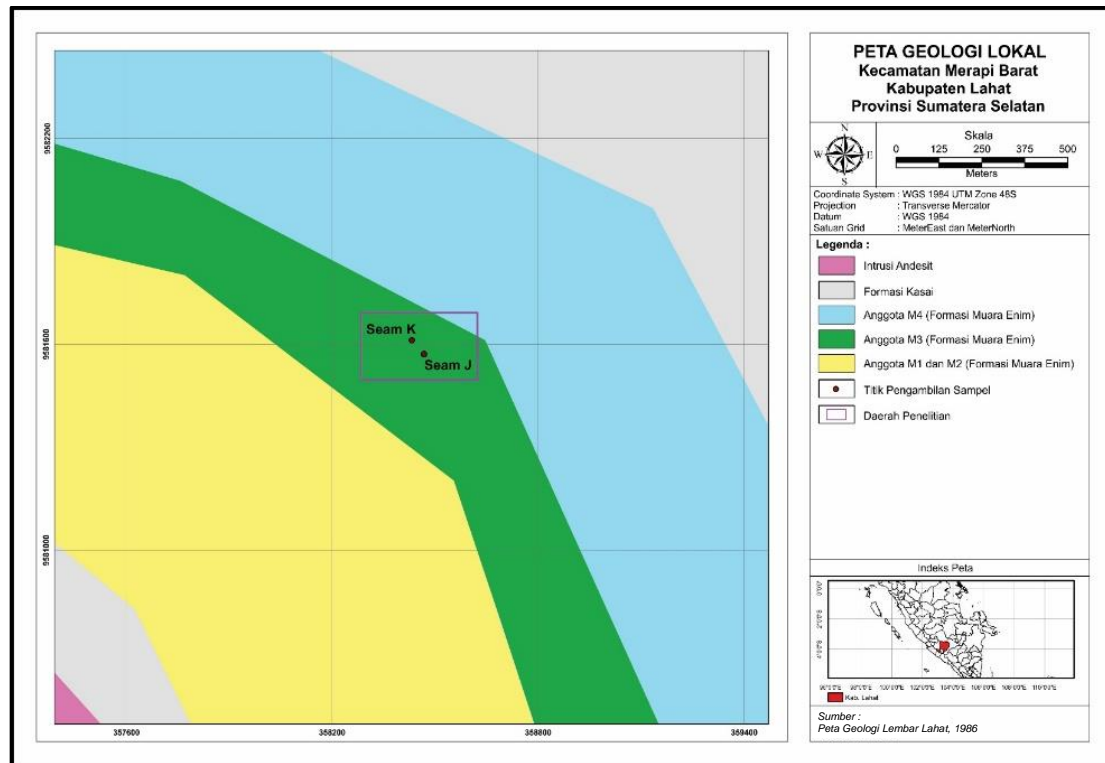 PETA GEOLOGI LOKAL
Kecamatan Merapi Barat
Kabupaten Lahat
Provinsi Sumatera Selatan
N
W E
S
Skala
0 125 250 375 500
Meters
Coordinate System : WGS 1984 UTM Zone 48S
Projection : Transverse Mercator
Datum : WGS 1984
Satuan Grid : MeterEast dan MeterNorth
Legenda :
Intrusi Andesit
Formasi Kasai
Anggota M4 (Formasi Muara Enim)
Anggota M3 (Formasi Muara Enim)
Anggota M1 dan M2 (Formasi Muara Enim)
Titik Pengambilan Sampel
Daerah Penelitian
Seam K
Seam J
9582200
9581600
9581000
357600 358200 358800 359400
Indeks Peta
Kab. Lahat
Sumber :
Peta Geologi Lembar Lahat, 1986